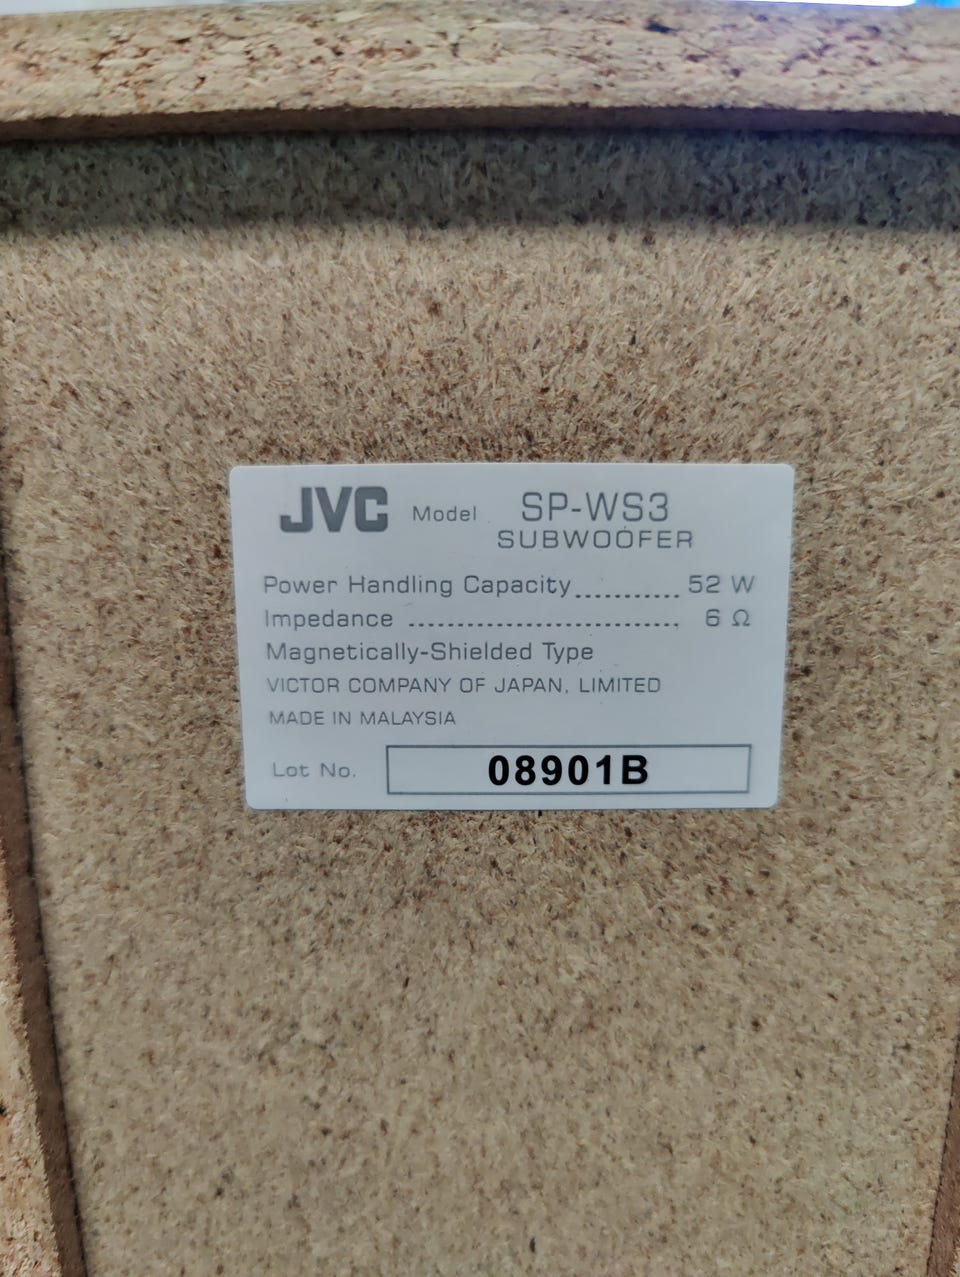 JVC Model SP-WS3
SUBWOOFER
Power Handling Capacity............52 W
Impedance ................................ 6 Ω
Magnetically-Shielded Type
VICTOR COMPANY OF JAPAN, LIMITED
MADE IN MALAYSIA
Lot No. 08901B